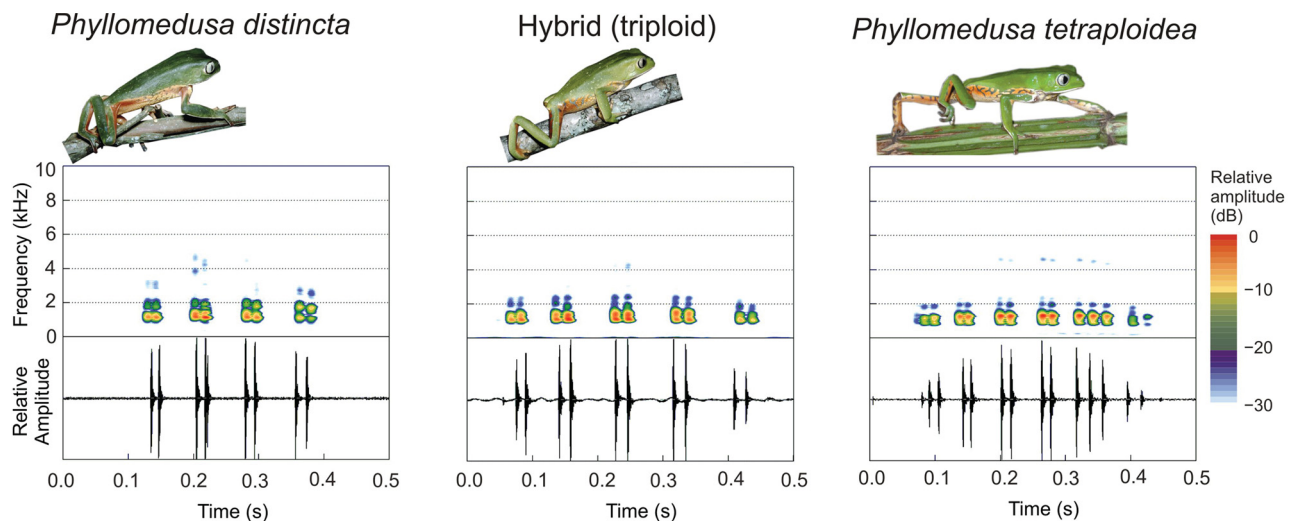 Phyllomedusa distincta
Hybrid (triploid)
Phyllomedusa tetraploidea
10
8
6
4
2
0
Frequency (kHz)
Relative
Amplitude
0.0 0.1 0.2 0.3 0.4 0.5
Time (s)
0.0 0.1 0.2 0.3 0.4 0.5
Time (s)
0.0 0.1 0.2 0.3 0.4 0.5
Time (s)
Relative
amplitude
(dB)
0
−10
−20
−30